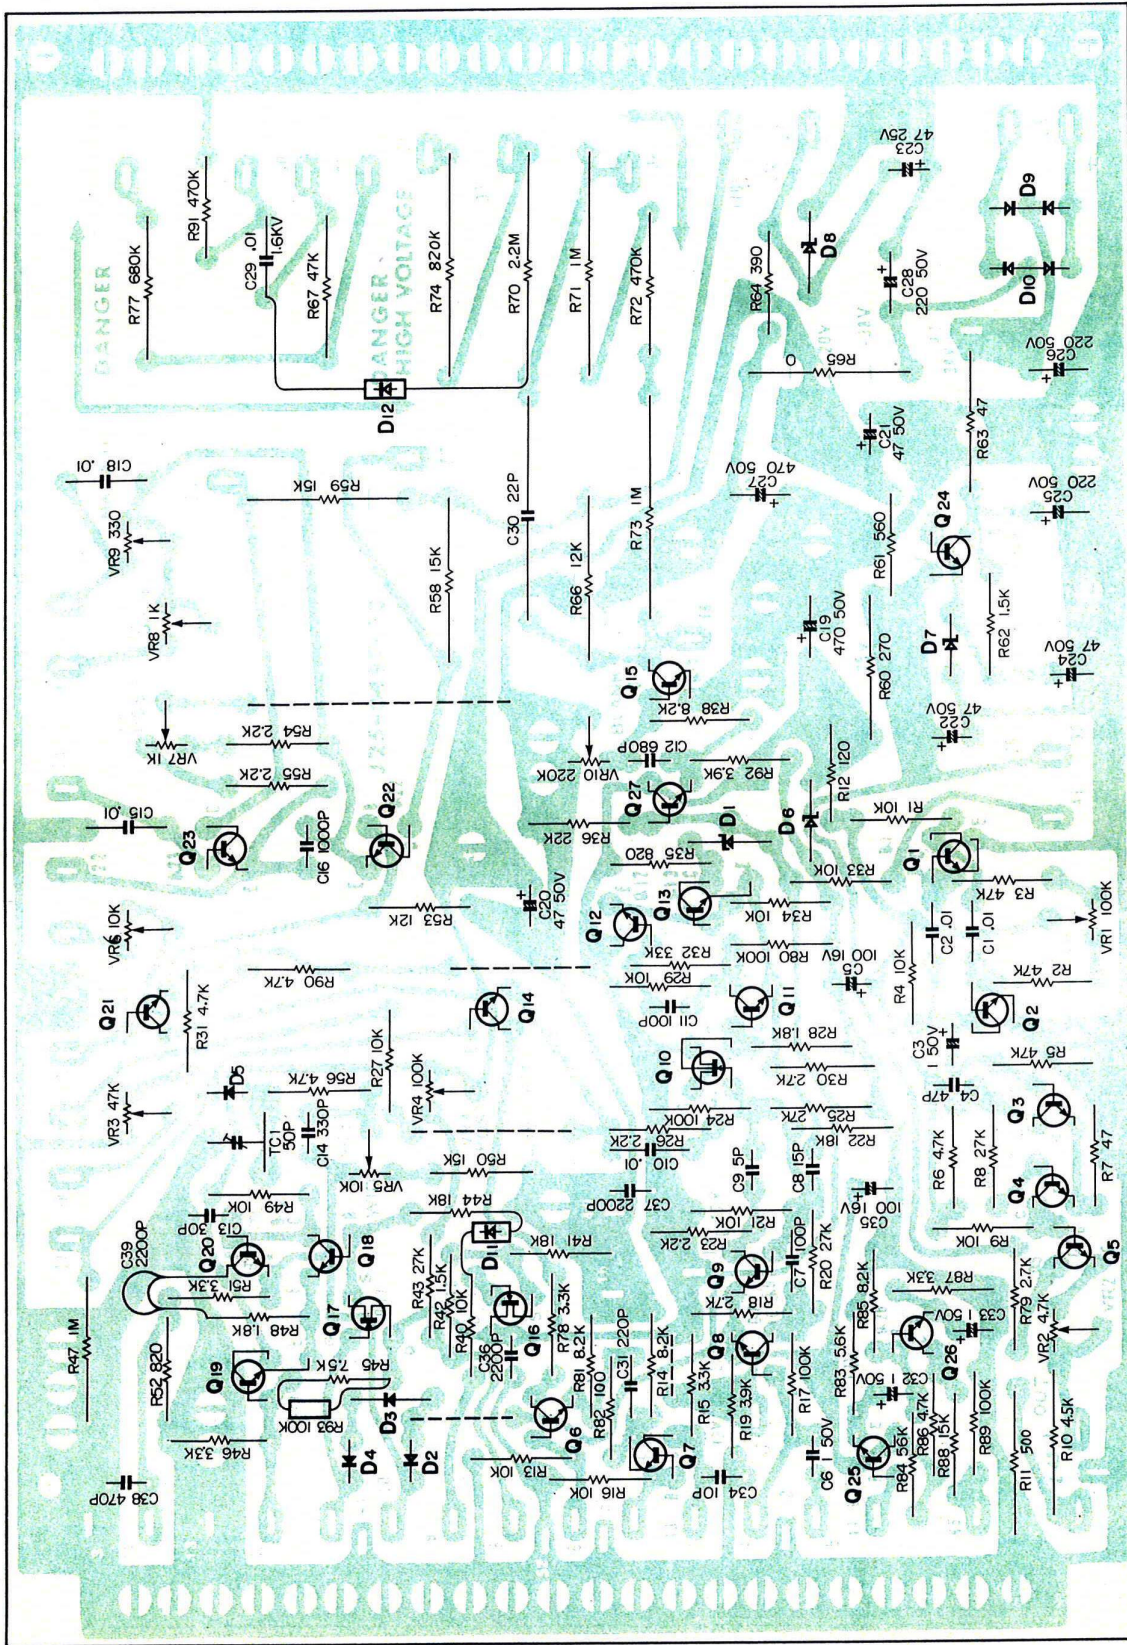 DANGER
R77 680K
R91 470K
C29 .01
1.6KV
R67 47K
D12
DANGER
HIGH VOLTAGE
R74 820K
R70 2.2M
R71 1M
R72 470K
R64 390
D8
47 25V
C23
C28
220 50V
D9
D10
R65
0
220 50V
C26
C18 .01
VR9 330
VR8 1K
R59 15K
R58 15K
C30 22P
R66 12K
R73 1M
470 50V
C27
C21
47 50V
R63 47
220 50V
C25
Q24
R61 560
C19
470 50V
D7
R62 1.5K
R60 270
47 50V
C24
47 50V
C22
VR7 1K
R54 2.2K
R55 2.2K
Q15
R38 8.2K
VR10 220K
C12 680P
R92 3.9K
R12 120
C15 .01
Q23
C16 1000P
Q22
R36 22K
Q27
R35 820
D1
D6
R1 10K
VR6 10K
R53 12K
C20
47 50V
Q12
Q13
R34 10K
R33 10K
Q1
R3 47K
VR1 100K
R90 4.7K
R32 33K
R29 10K
R80 100K
100 16V
C5
C2 .01
C1 .01
R4 10K
R2 47K
Q21
R31 4.7K
Q14
C11 100P
Q11
Q2
D5
R56 4.7K
R27 10K
VR4 100K
Q10
R28 1.8K
R30 2.7K
C3
1 50V
R5 47K
VR3 47K
TC1
50P
C14 330P
R24 100K
R25
27K
C4 47P
Q3
VR5 10K
R50 15K
R26
2.2K
C10
.01
C9 5P
C8 15P
R22
18K
R6 4.7K
R8 27K
R7 47
R49
10K
C13 30P
R44 18K
C37
2200P
R21
10K
C35
100 16V
Q4
C39
2200P
Q20
R51
3.3K
Q18
D11
R41
18K
R23
2.2K
C7 100P
R20 27K
R9 10K
Q5
R47 1M
R48 1.8K
Q17
R43 27K
R42 1.5K
R40 10K
Q16
C36
2200P
R78 3.3K
Q9
R18
2.7K
R85 8.2K
R87 3.3K
R79 2.7K
R52 820
Q19
R45
7.5K
R93 100K
D3
R81 8.2K
R82 100
C31 220P
R14 8.2K
Q8
R15 3.3K
R19 3.9K
R17 100K
R83 5.6K
Q26
C33
1 50V
VR2 4.7K
C32 1 50V
R46 3.3K
D4
D2
Q6
R13
10K
Q7
Q25
R84 56K
R86 4.7K
R88 15K
R89 100K
R10 4.5K
C38 470P
R16 10K
C34 10P
C6 1 50V
R11 500